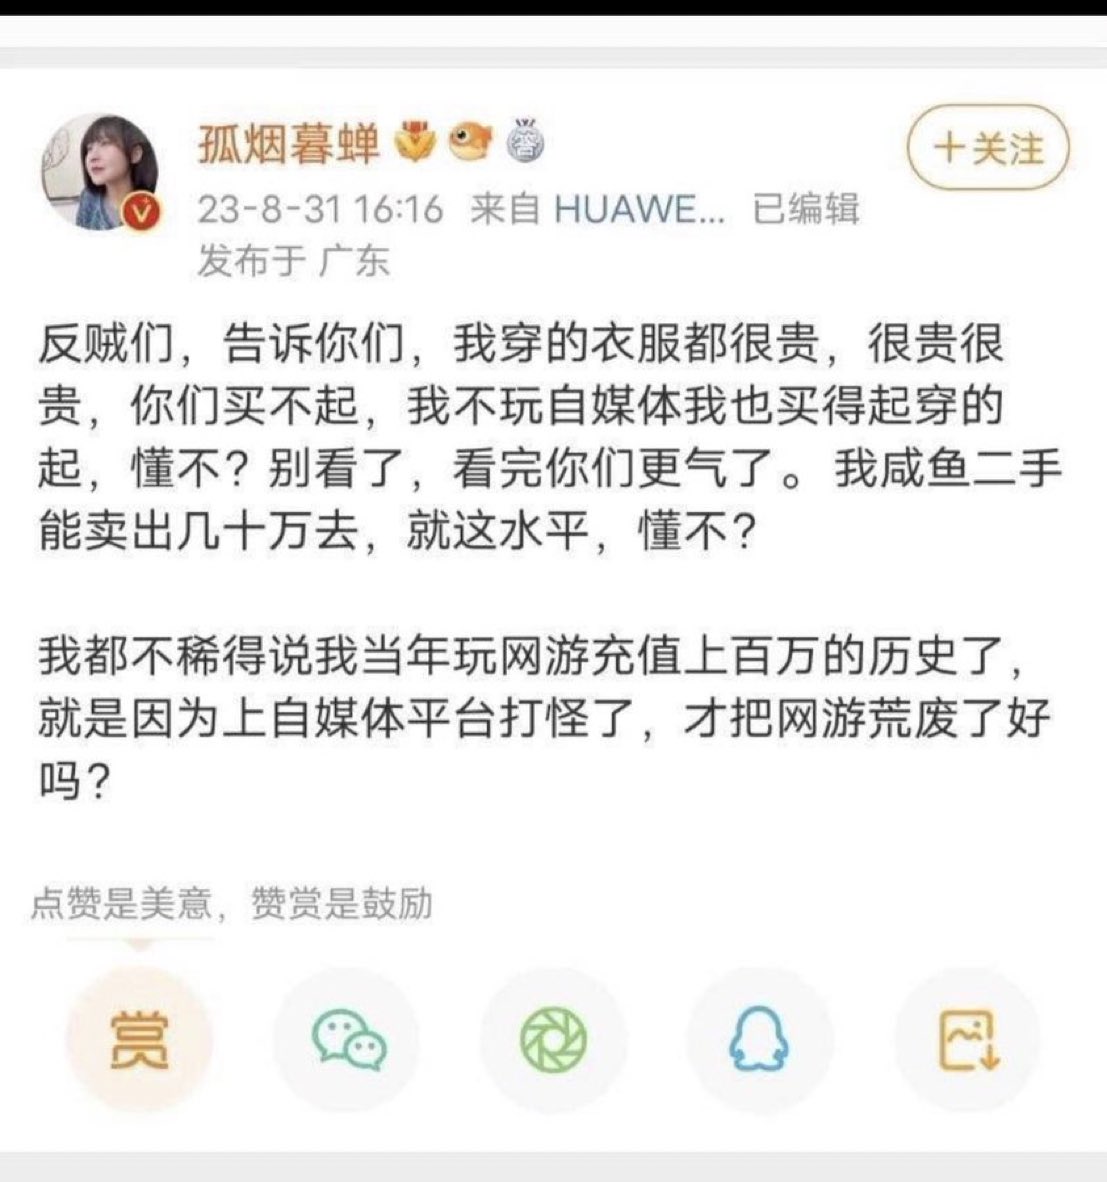 孤烟暮蝉
答
+关注
23-8-31 16:16 来自 HUAWE... 已编辑
发布于 广东
反贼们，告诉你们，我穿的衣服都很贵，很贵很
贵，你们买不起，我不玩自媒体我也买得起穿的
起，懂不？别看了，看完你们更气了。我咸鱼二手
能卖出几十万去，就这水平，懂不？
我都不稀得说我当年玩网游充值上百万的历史了，
就是因为上自媒体平台打怪了，才把网游荒废了好
吗？
点赞是美意，赞赏是鼓励
赏